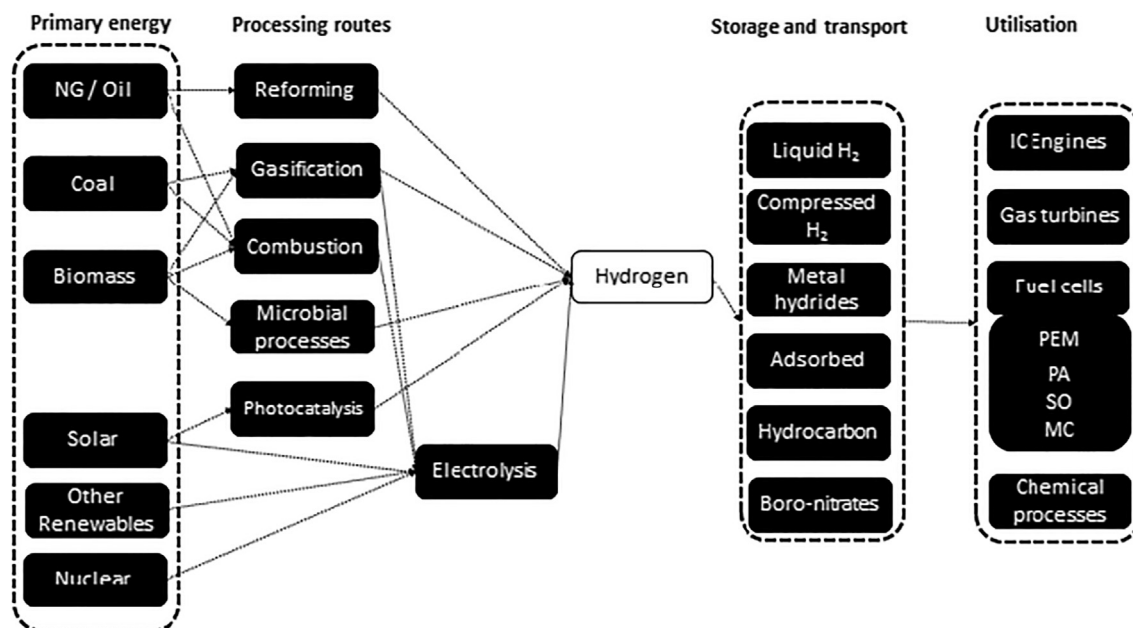 Primary energy
Processing routes
Storage and transport
Utilisation
NG / Oil
Coal
Biomass
Solar
Other
Renewables
Nuclear
Reforming
Gasification
Combustion
Microbial
processes
Photocatalysis
Electrolysis
Hydrogen
Liquid H₂
Compressed
H₂
Metal
hydrides
Adsorbed
Hydrocarbon
Boro-nitrates
IC Engines
Gas turbines
Fuel cells
PEM
PA
SO
MC
Chemical
processes